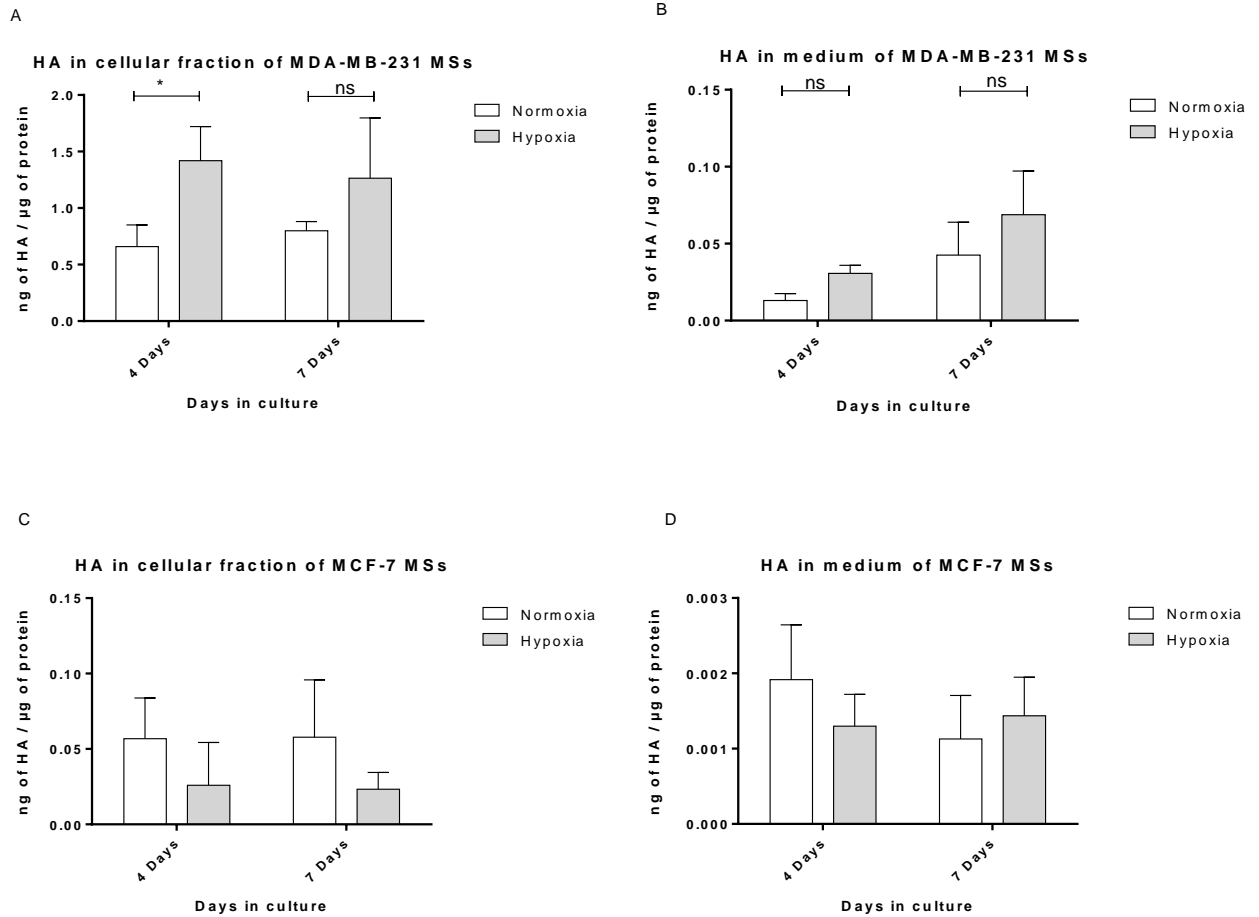 A
HA in cellular fraction of MDA-MB-231 MSs
*
ns
2.0
1.5
1.0
0.5
0.0
ng of HA / µg of protein
Normoxia
Hypoxia
4 Days
7 Days
Days in culture
B
HA in medium of MDA-MB-231 MSs
ns
ns
0.15
0.10
0.05
0.00
ng of HA / µg of protein
Normoxia
Hypoxia
4 Days
7 Days
Days in culture
C
HA in cellular fraction of MCF-7 MSs
0.15
0.10
0.05
0.00
ng of HA / µg of protein
Normoxia
Hypoxia
4 Days
7 Days
Days in culture
D
HA in medium of MCF-7 MSs
0.003
0.002
0.001
0.000
ng of HA / µg of protein
Normoxia
Hypoxia
4 Days
7 Days
Days in culture